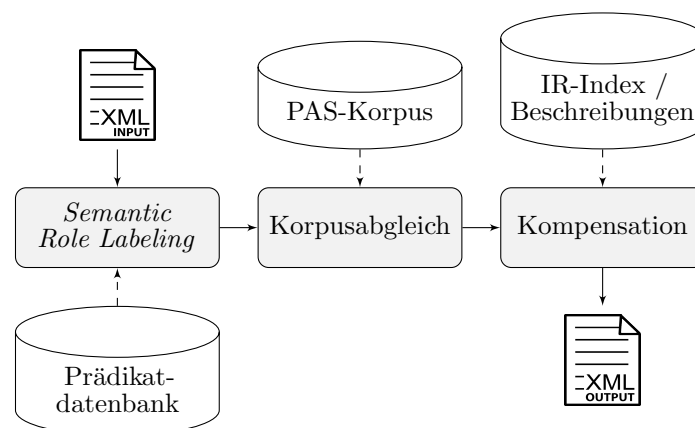 XML
INPUT
PAS-Korpus
IR-Index /
Beschreibungen
Semantic
Role Labeling
Korpusabgleich
Kompensation
Prädikat-
datenbank
XML
OUTPUT